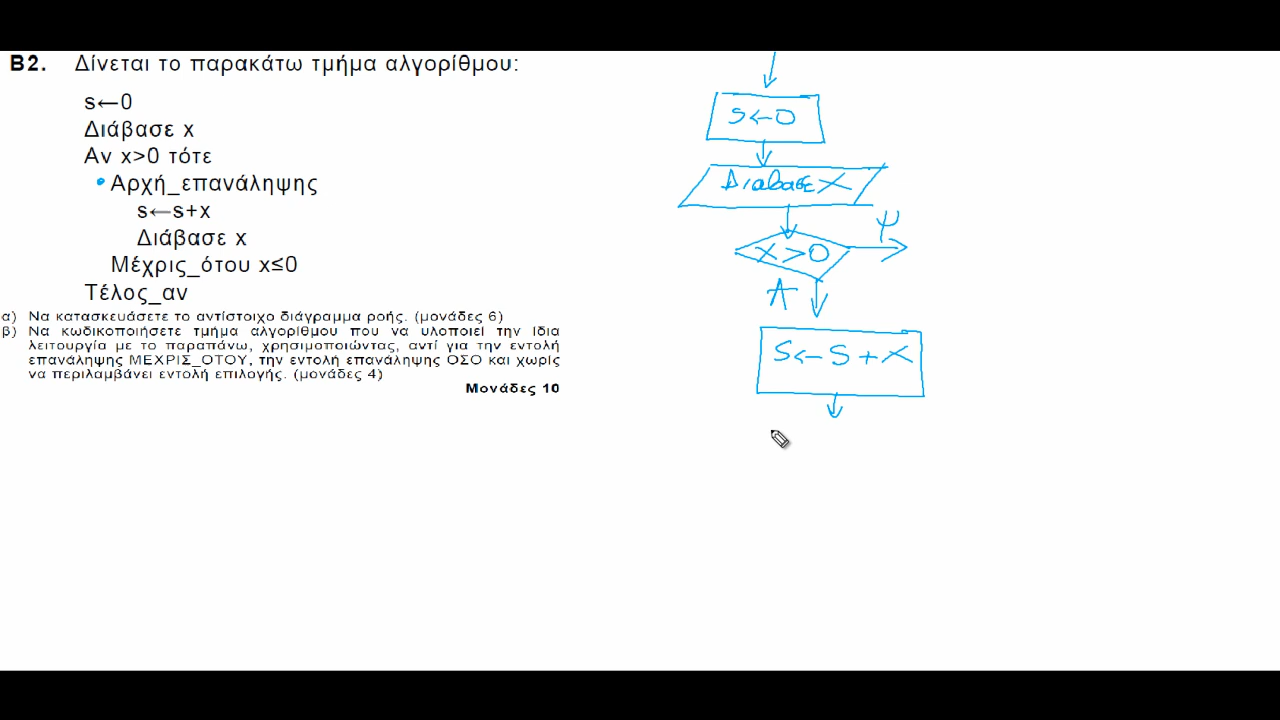 Β2. Δίνεται το παρακάτω τμήμα αλγορίθμου:
s←0
Διάβασε x
Αν x>0 τότε
Αρχή_επανάληψης
s←s+x
Διάβασε x
Μέχρις_ότου x≤0
Τέλος_αν
α) Να κατασκευάσετε το αντίστοιχο διάγραμμα ροής. (μονάδες 6)
β) Να κωδικοποιήσετε τμήμα αλγορίθμου που να υλοποιεί την ίδια
λειτουργία με το παραπάνω, χρησιμοποιώντας, αντί για την εντολή
επανάληψης ΜΕΧΡΙΣ_ΟΤΟΥ, την εντολή επανάληψης ΟΣΟ και χωρίς
να περιλαμβάνει εντολή επιλογής. (μονάδες 4)
Μονάδες 10
S←0
Διαβασε X
X>0
Ψ
Α
S←S+X